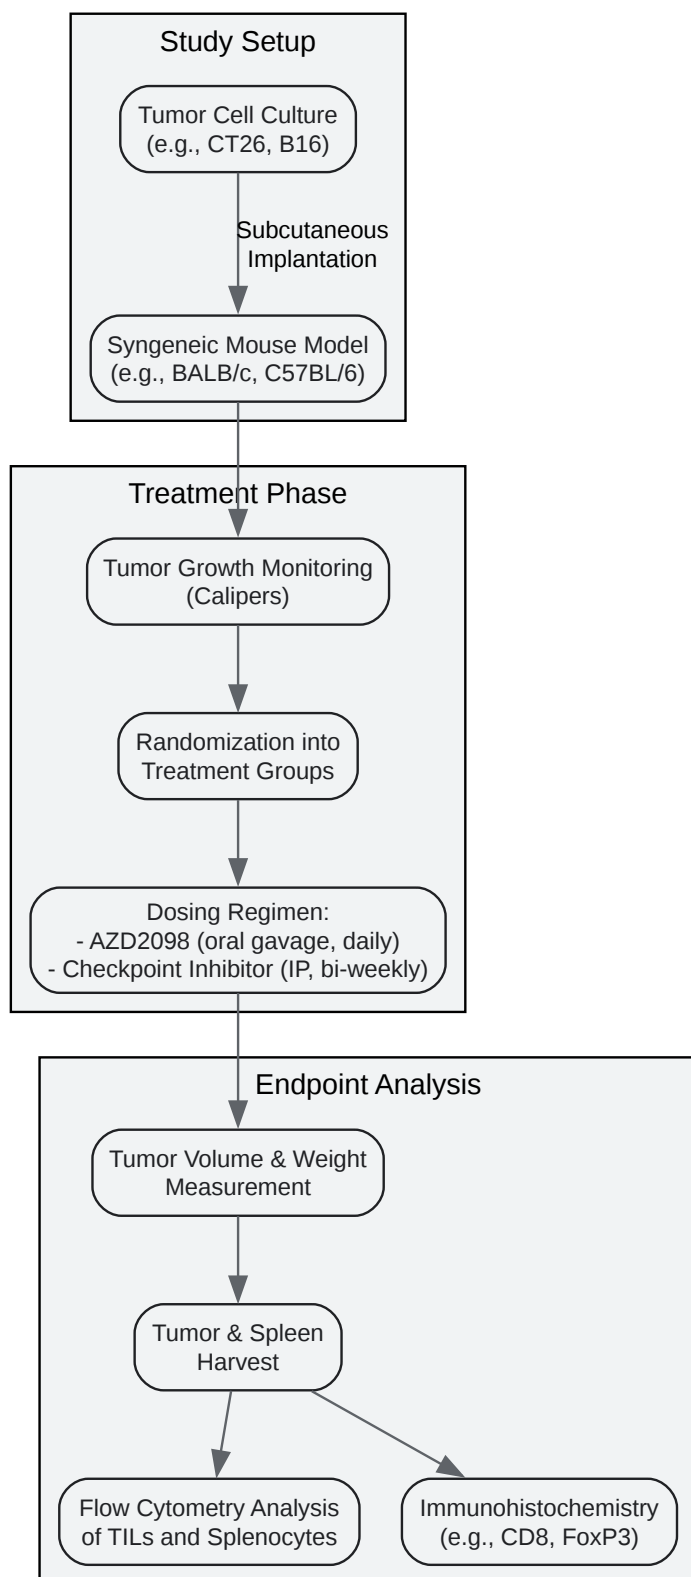 Study Setup
Tumor Cell Culture
(e.g., CT26, B16)
Subcutaneous
Implantation
Syngeneic Mouse Model
(e.g., BALB/c, C57BL/6)
Treatment Phase
Tumor Growth Monitoring
(Calipers)
Randomization into
Treatment Groups
Dosing Regimen:
- AZD2098 (oral gavage, daily)
- Checkpoint Inhibitor (IP, bi-weekly)
Endpoint Analysis
Tumor Volume & Weight
Measurement
Tumor & Spleen
Harvest
Flow Cytometry Analysis
of TILs and Splenocytes
Immunohistochemistry
(e.g., CD8, FoxP3)